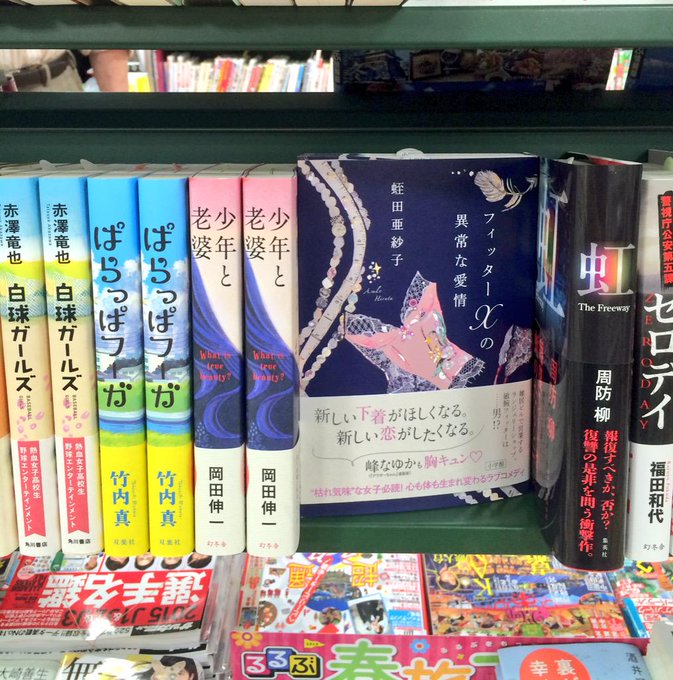 赤澤竜也
白球ガールズ
熱血女子高校生
野球エンターテインメント
角川書店
赤澤竜也
白球ガールズ
熱血女子高校生
野球エンターテインメント
角川書店
ぱらっぱフーガ
竹内真
双葉社
ぱらっぱフーガ
竹内真
双葉社
少年と
老婆
What is
true
beauty?
岡田伸一
幻冬舎
少年と
老婆
What is
true
beauty?
岡田伸一
幻冬舎
フィッターXの
異常な愛情
蛭田亜紗子
新しい下着がほしくなる。
新しい恋がしたくなる。
峰なゆかも胸キュン♡
小学館
"枯れ気味"な女子必読! 心も体も生まれ変わるラブコメディ
虹
The Freeway
周防 柳
報復すべきか、否か?
復讐の是非を問う衝撃作。
集英社
警視庁公安第五課
ゼロデイ
ZERODAY
福田和代
幻冬舎
選手名鑑
るるぶ
春
幸
大崎善生
酒井